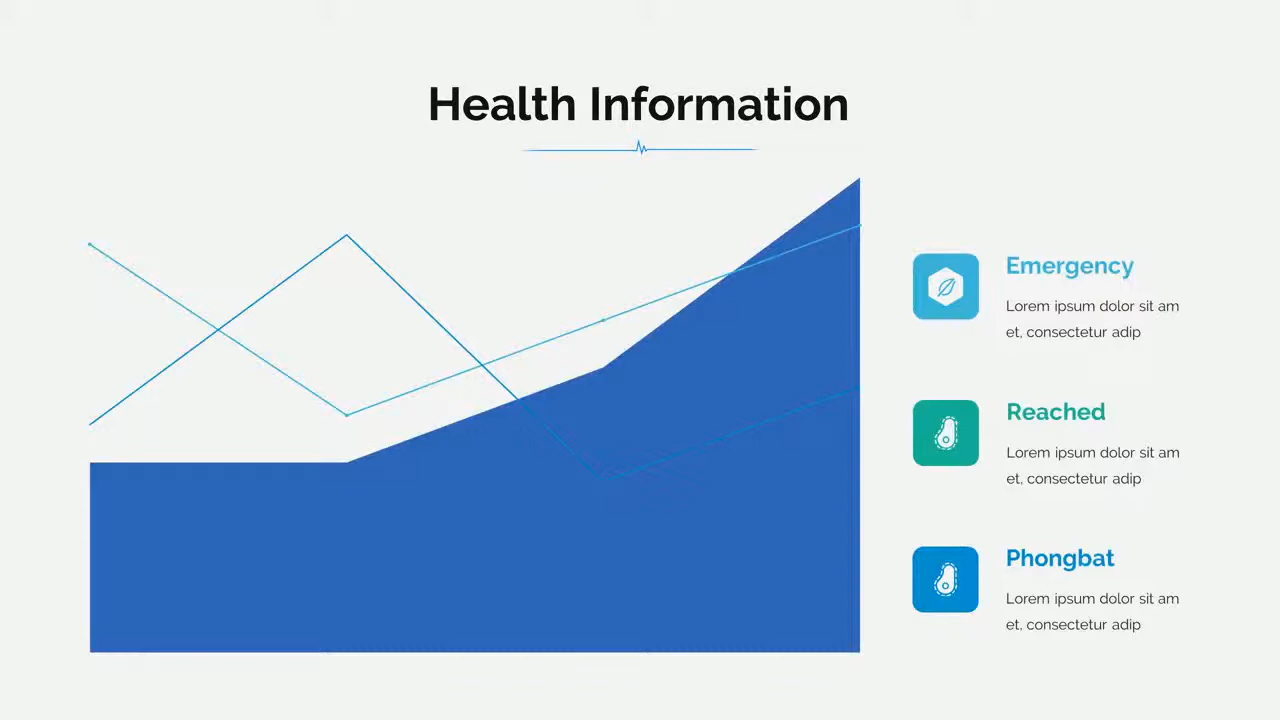 Health Information
Emergency
Lorem ipsum dolor sit am
et, consectetur adip
Reached
Lorem ipsum dolor sit am
et, consectetur adip
Phongbat
Lorem ipsum dolor sit am
et, consectetur adip